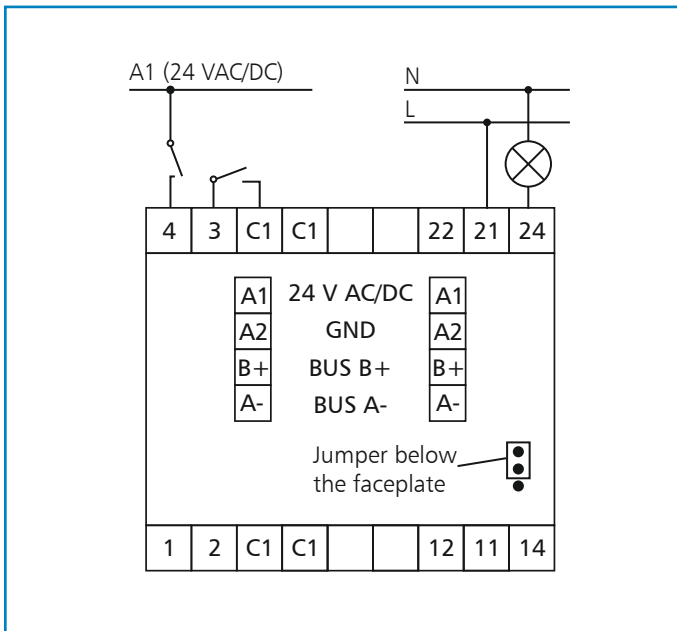 A1 (24 VAC/DC)
N
L
4 3 C1 C1 22 21 24
A1 24 V AC/DC A1
A2 GND A2
B+ BUS B+ B+
A- BUS A- A-
Jumper below
the faceplate
1 2 C1 C1 12 11 14